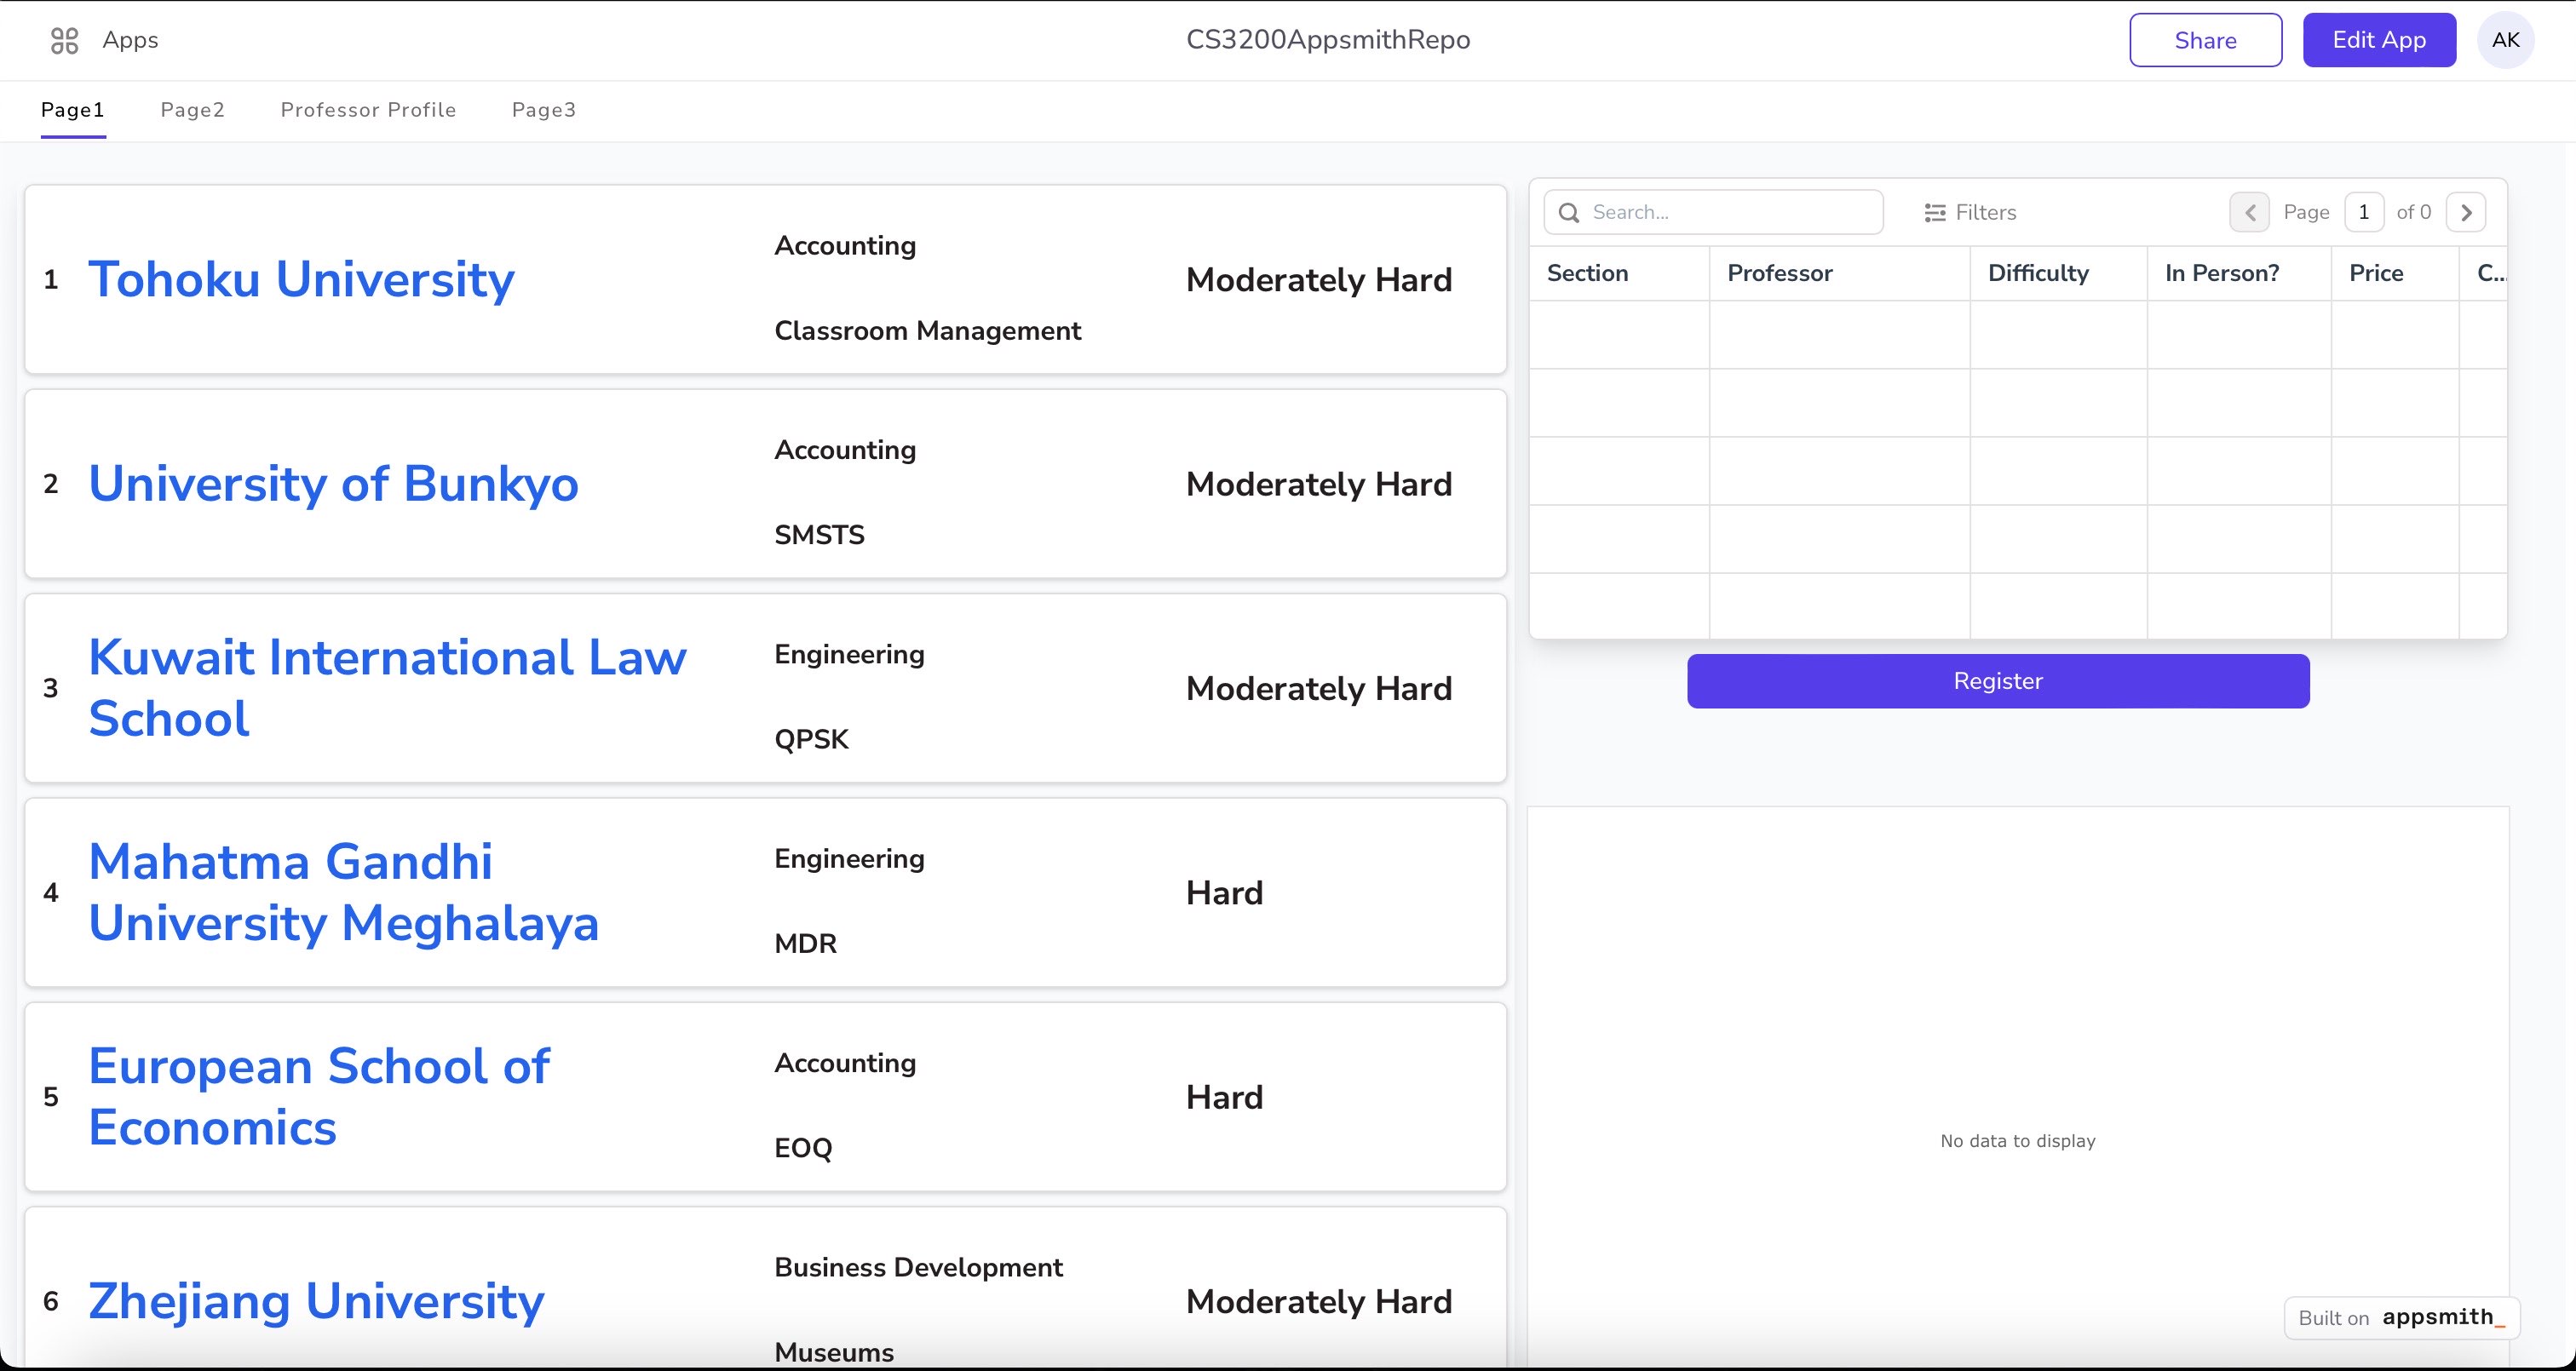 Apps
CS3200AppsmithRepo
Share
Edit App
AK
Page1
Page2
Professor Profile
Page3
1
Tohoku University
Accounting
Classroom Management
Moderately Hard
2
University of Bunkyo
Accounting
SMSTS
Moderately Hard
3
Kuwait International Law
School
Engineering
QPSK
Moderately Hard
4
Mahatma Gandhi
University Meghalaya
Engineering
MDR
Hard
5
European School of
Economics
Accounting
EOQ
Hard
6
Zhejiang University
Business Development
Museums
Moderately Hard
Search...
Filters
Page 1 of 0
Section Professor Difficulty In Person? Price C...
Register
No data to display
Built on appsmith_